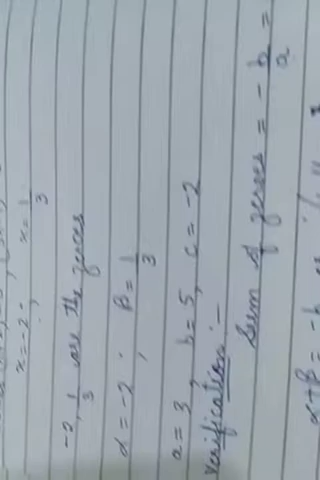 x = -2 ; x = 1/3
-2, 1/3 are the zeroes
α = -2 ; β = 1/3
a = 3, b = 5, c = -2
verification :-
Sum of zeroes = - b/a =
α + β = -b